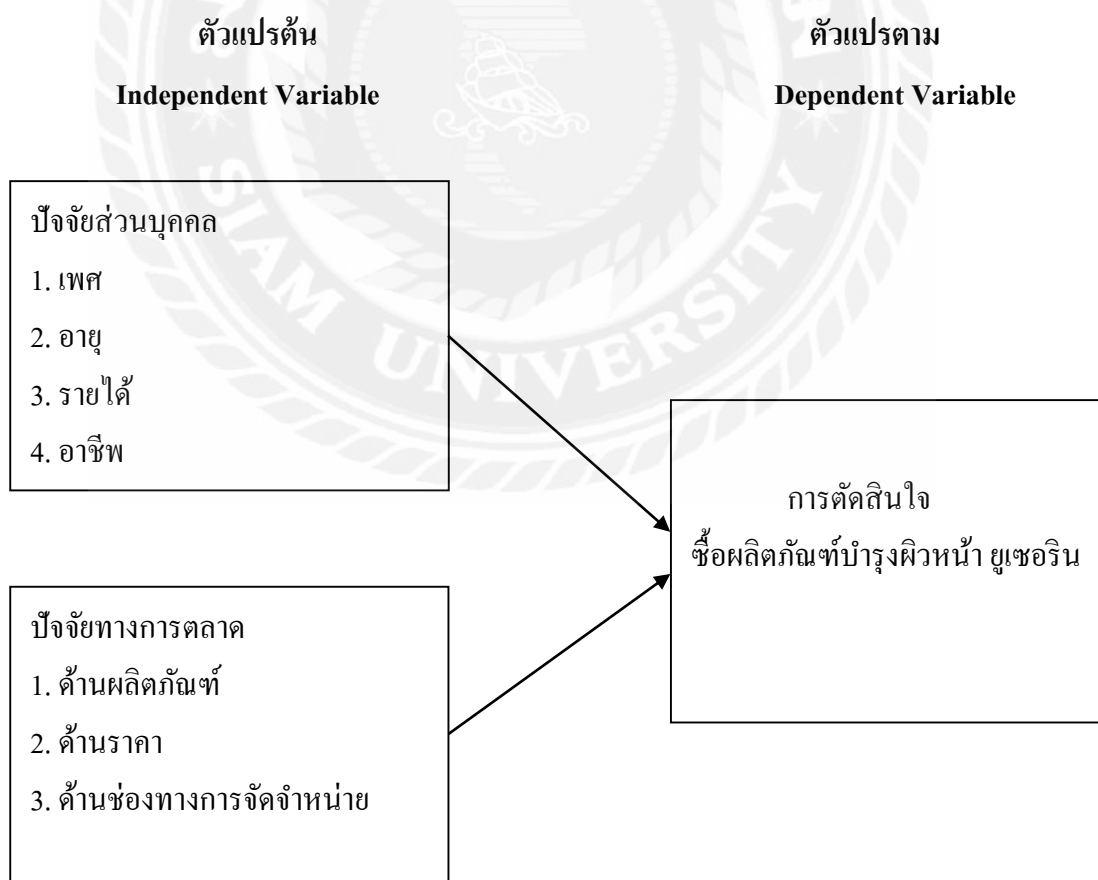 ตัวแปรต้น
Independent Variable
ตัวแปรตาม
Dependent Variable
ปัจจัยส่วนบุคคล
1. เพศ
2. อายุ
3. รายได้
4. อาชีพ
ปัจจัยทางการตลาด
1. ด้านผลิตภัณฑ์
2. ด้านราคา
3. ด้านช่องทางการจัดจำหน่าย
การตัดสินใจ
ซื้อผลิตภัณฑ์บำรุงผิวหน้า ยูเซอริน
SIAM UNIVERSITY